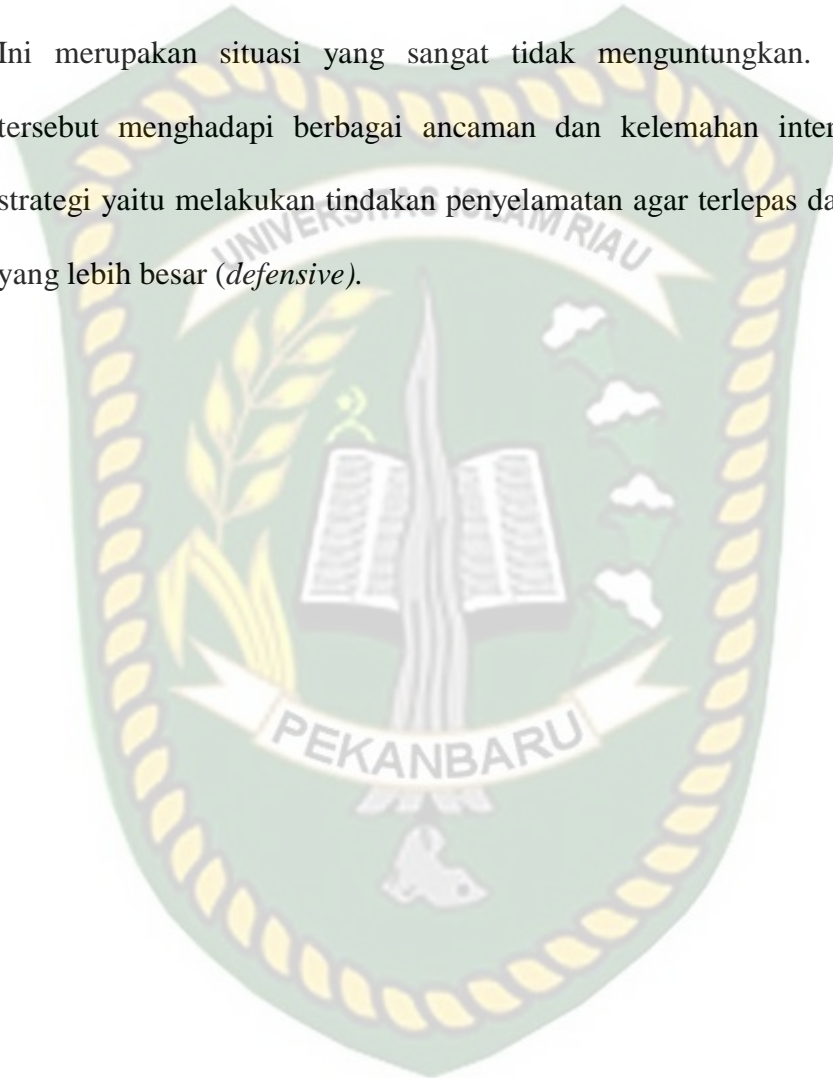 Ini merupakan situasi yang sangat tidak menguntungkan.
tersebut menghadapi berbagai ancaman dan kelemahan inter
strategi yaitu melakukan tindakan penyelamatan agar terlepas da
UNIVERSITAS ISLAM RIAU
yang lebih besar (defensive).
PEKANBARU